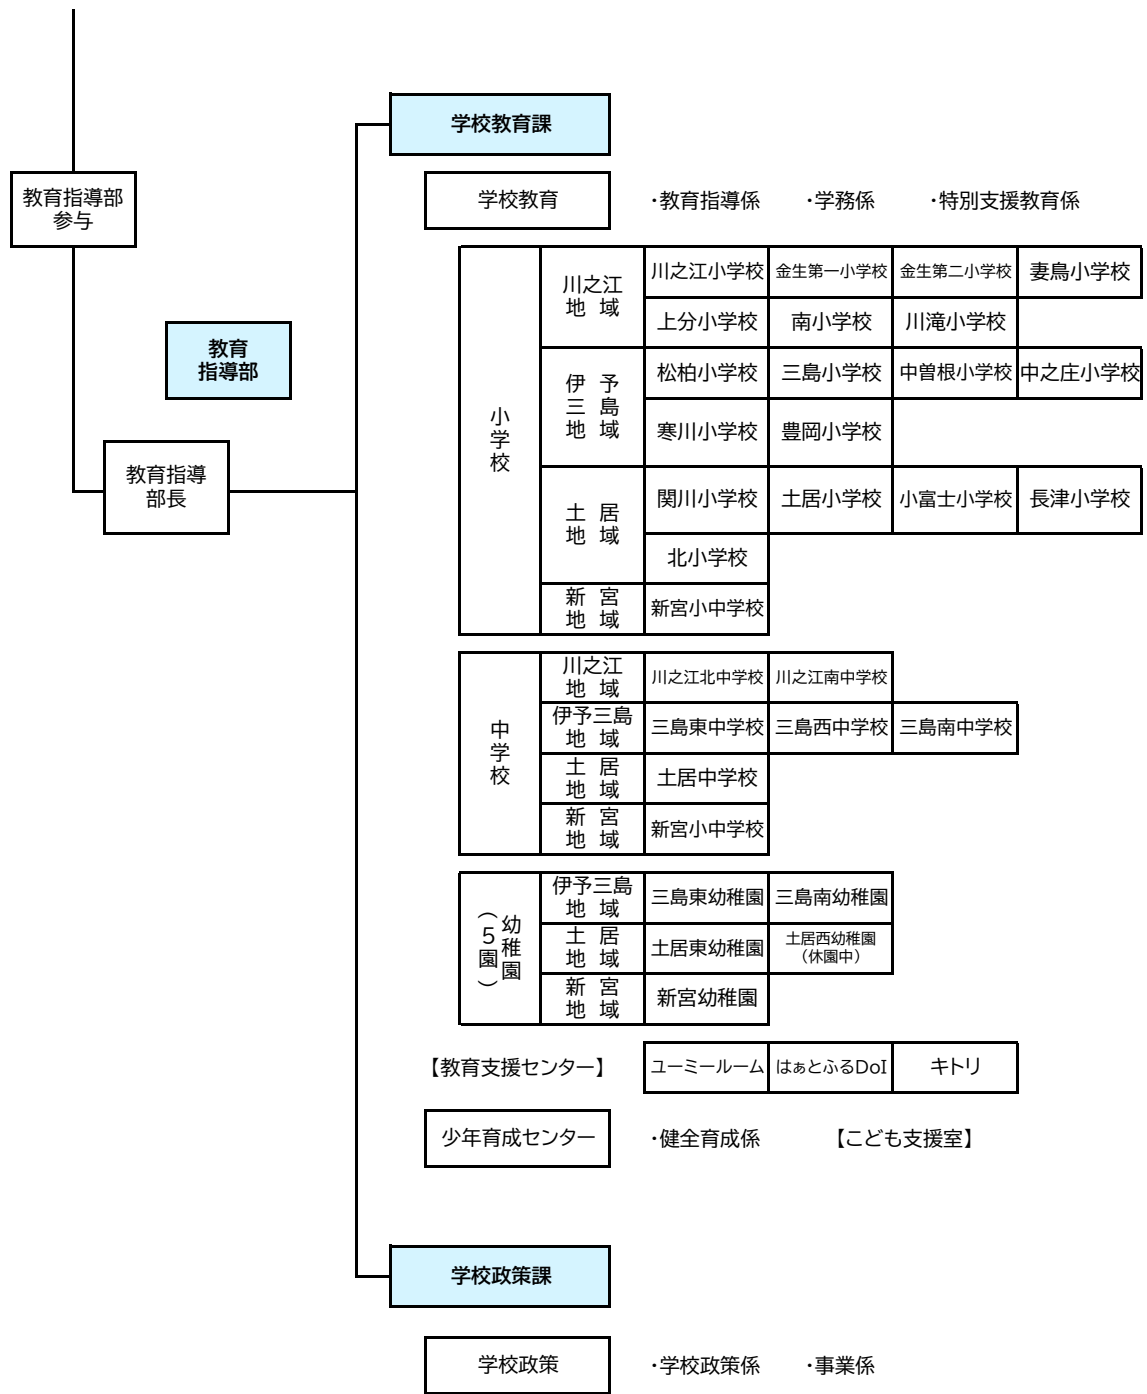 学校教育課
教育指導部
参与
学校教育
・教育指導係 ・学務係 ・特別支援教育係
教育
指導部
教育指導
部長
小学校
川之江
地 域
川之江小学校 金生第一小学校 金生第二小学校 妻鳥小学校
上分小学校 南小学校 川滝小学校
伊 予
三 島
地 域
松柏小学校 三島小学校 中曽根小学校 中之庄小学校
寒川小学校 豊岡小学校
土 居
地 域
関川小学校 土居小学校 小富士小学校 長津小学校
北小学校
新 宮
地 域
新宮小中学校
中学校
川之江
地 域
川之江北中学校 川之江南中学校
伊予三島
地 域
三島東中学校 三島西中学校 三島南中学校
土 居
地 域
土居中学校
新 宮
地 域
新宮小中学校
幼稚園
（５園）
伊予三島
地 域
三島東幼稚園 三島南幼稚園
土 居
地 域
土居東幼稚園
土居西幼稚園
（休園中）
新 宮
地 域
新宮幼稚園
【教育支援センター】 ユーミールーム はぁとふるDoI キトリ
少年育成センター ・健全育成係 【こども支援室】
学校政策課
学校政策 ・学校政策係 ・事業係